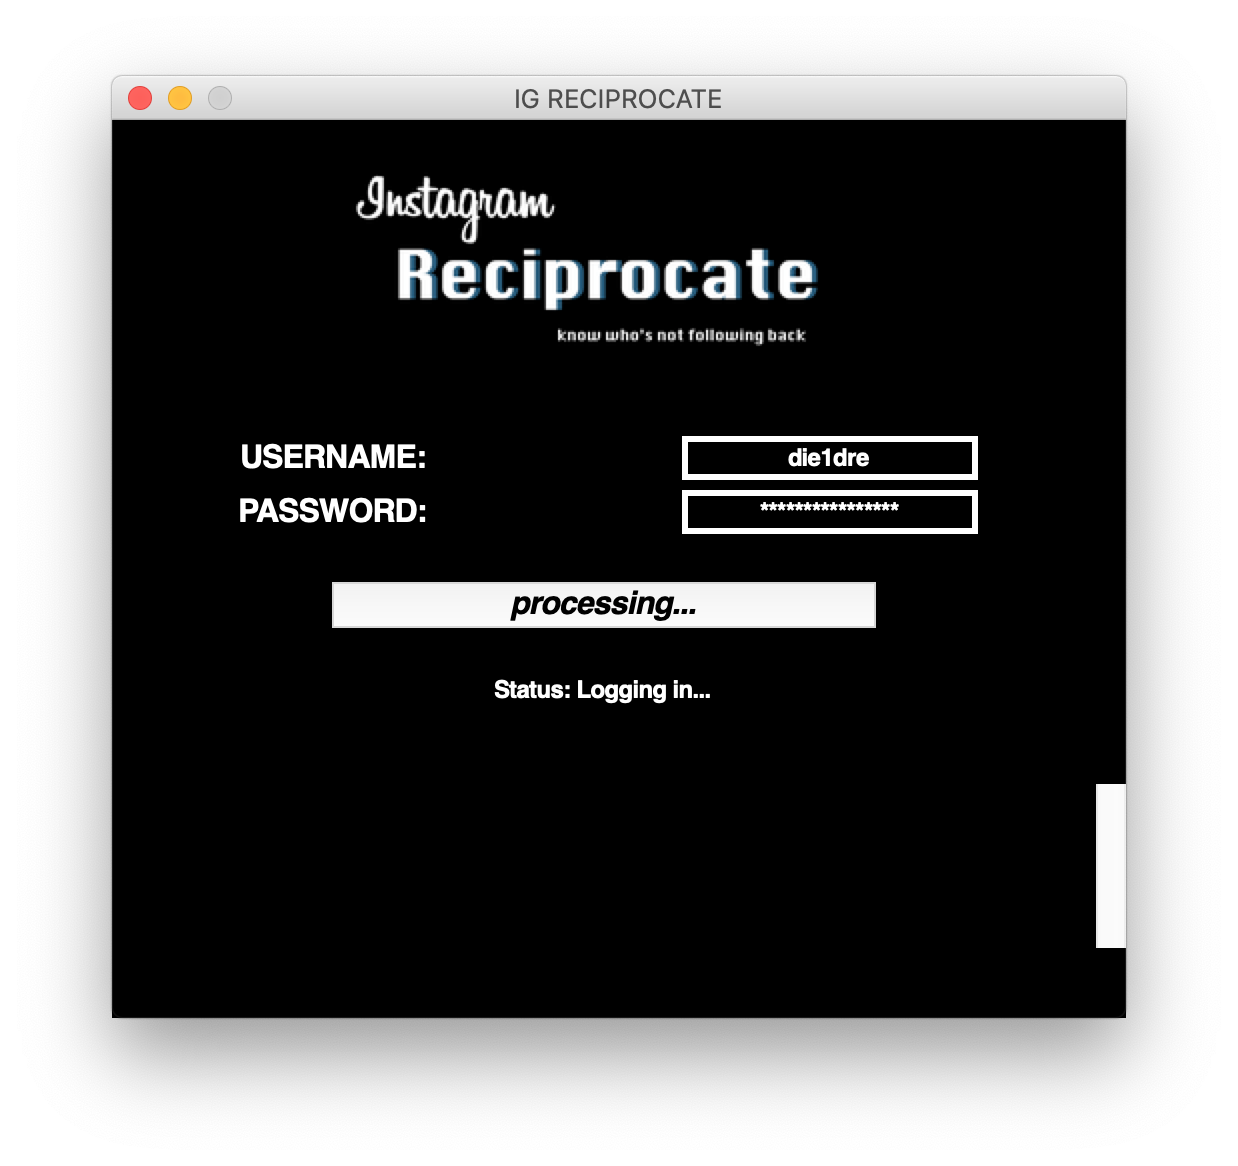 IG RECIPROCATE
Instagram
Reciprocate
know who's not following back
USERNAME: die1dre
PASSWORD: ****************
processing...
Status: Logging in...